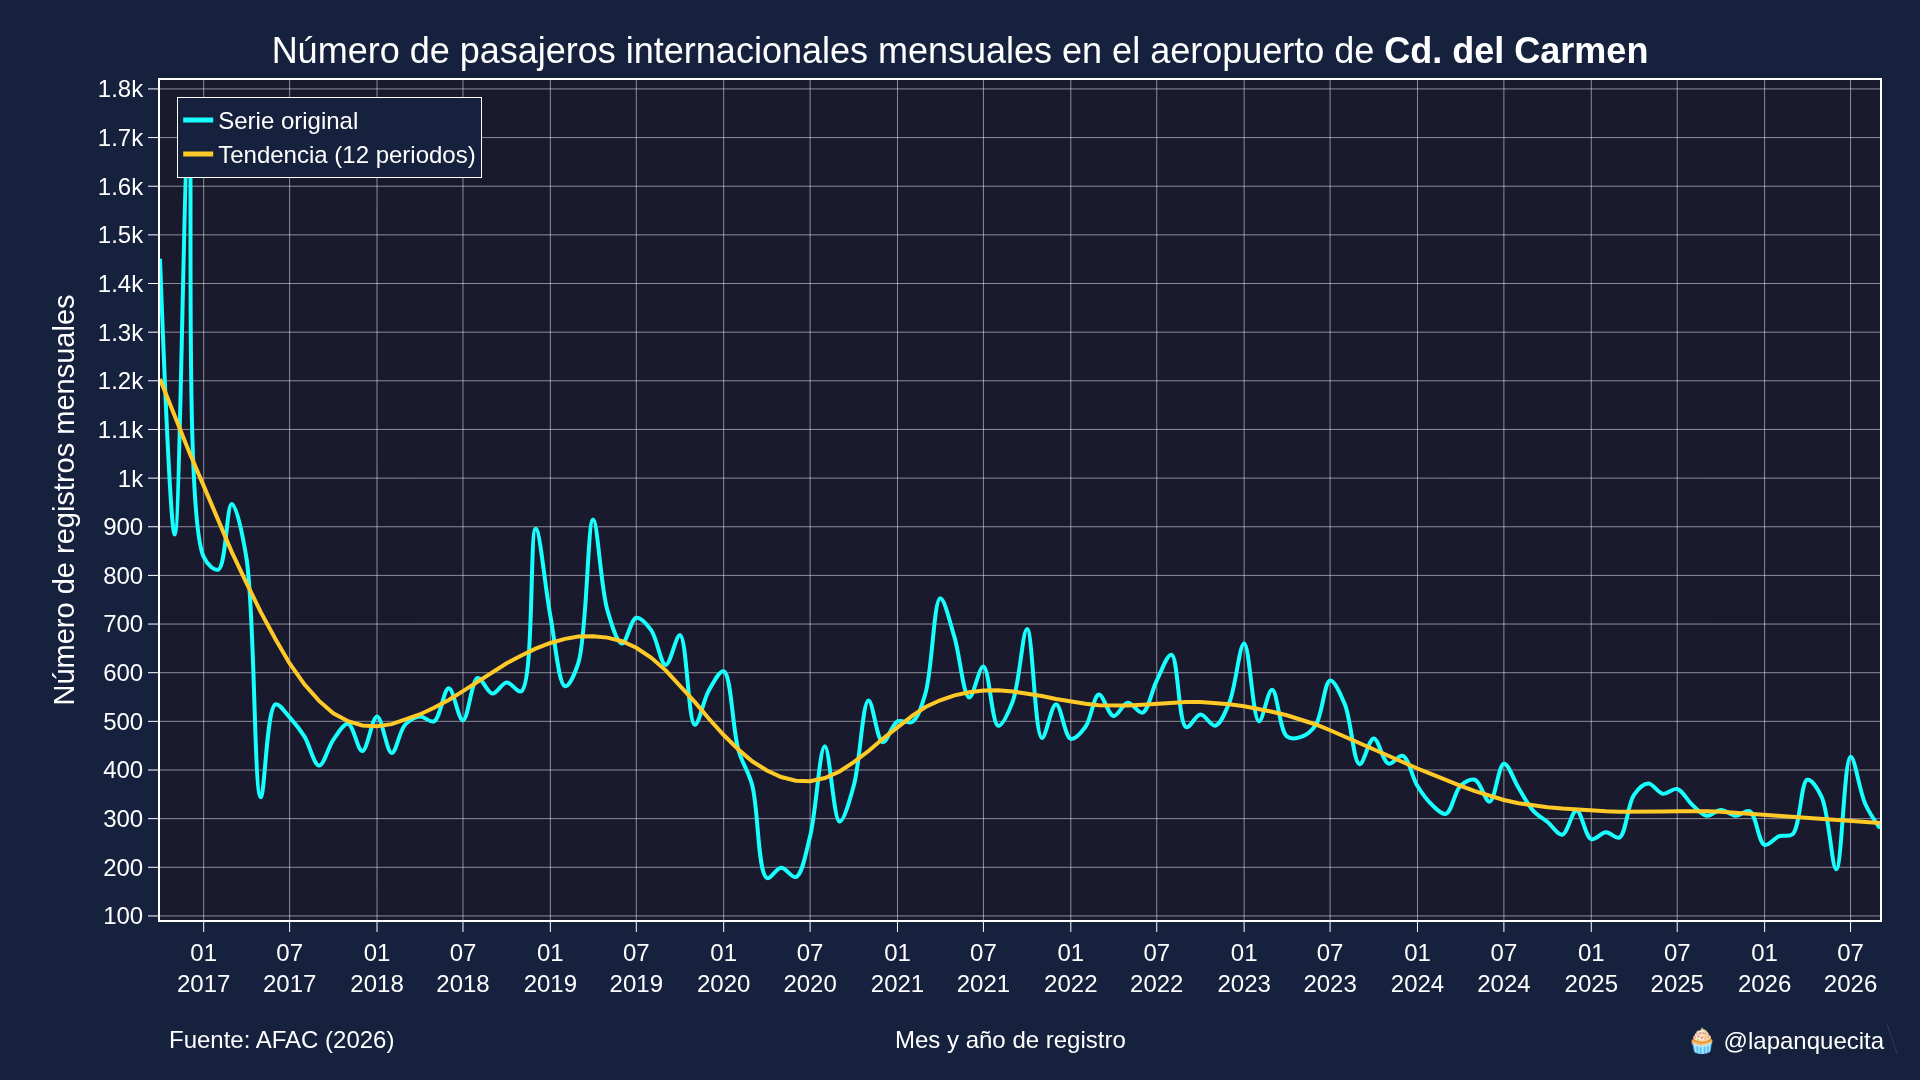 Número de pasajeros internacionales mensuales en el aeropuerto de Cd. del Carmen
Serie original
Tendencia (12 periodos)
Número de registros mensuales
1.8k
1.7k
1.6k
1.5k
1.4k
1.3k
1.2k
1.1k
1k
900
800
700
600
500
400
300
200
100
01 07 01 07 01 07 01 07 01 07 01 07 01 07 01 07 01 07 01 07
2017 2017 2018 2018 2019 2019 2020 2020 2021 2021 2022 2022 2023 2023 2024 2024 2025 2025 2026 2026
Fuente: AFAC (2026)
Mes y año de registro
🧁 @lapanquecita